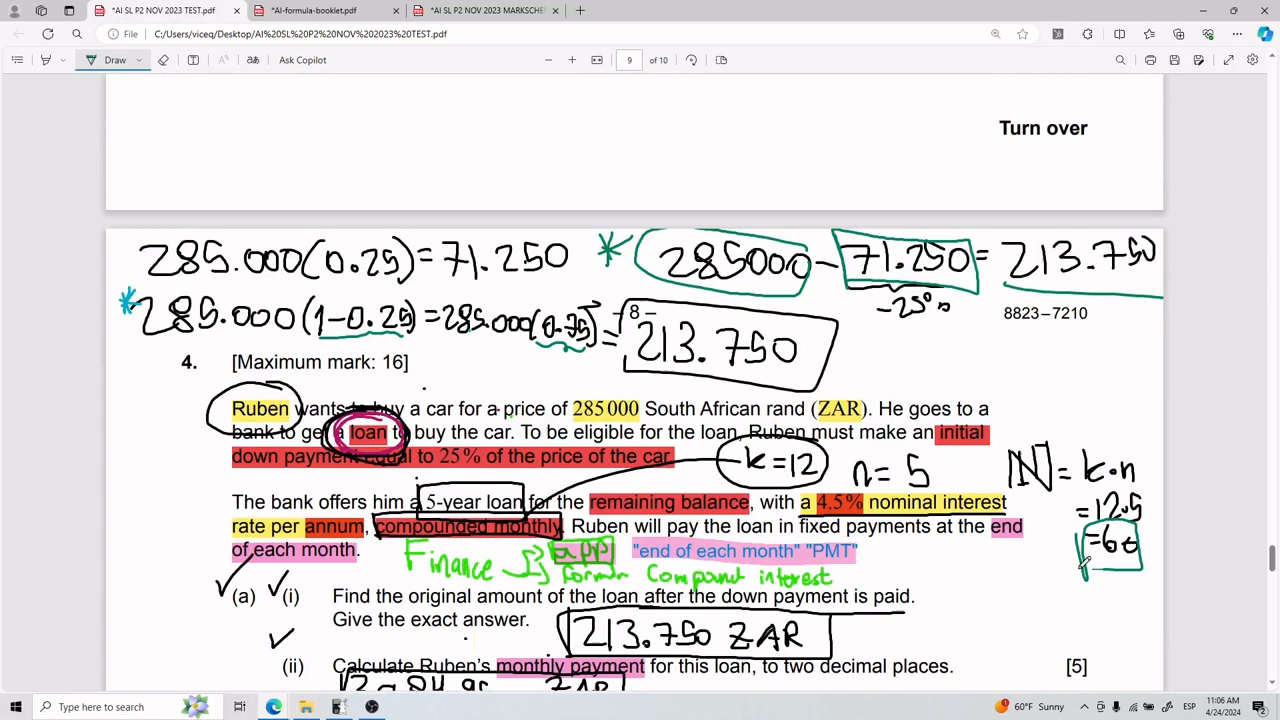 *AI SL P2 NOV 2023 TEST.pdf
*AI-formula-booklet.pdf
*AI SL P2 NOV 2023 MARKSCHE
File
C:/Users/viceq/Desktop/AI%20SL%20P2%20NOV%202023%20TEST.pdf
Draw
Ask Copilot
9 of 10
Turn over
285.000(0.25)=71.250
* 285000 - 71.250 = 213.750
-25%
* 285.000(1-0.25)=285.000(0.75)=
213.750
– 8 –
8823–7210
4. [Maximum mark: 16]
Ruben wants to buy a car for a price of 285 000 South African rand (ZAR). He goes to a
bank to get a loan to buy the car. To be eligible for the loan, Ruben must make an initial
down payment equal to 25 % of the price of the car.
k=12 n= 5 N= k.n
The bank offers him a 5-year loan for the remaining balance, with a 4.5% nominal interest
=12.5
rate per annum, compounded monthly. Ruben will pay the loan in fixed payments at the end
=60
of each month.
Finance app "end of each month" "PMT"
Compound interest
(a) (i) Find the original amount of the loan after the down payment is paid.
Give the exact answer.
213.750 ZAR
(ii) Calculate Ruben's monthly payment for this loan, to two decimal places. [5]
ZAR
Type here to search
60°F Sunny
ESP
11:06 AM
4/24/2024